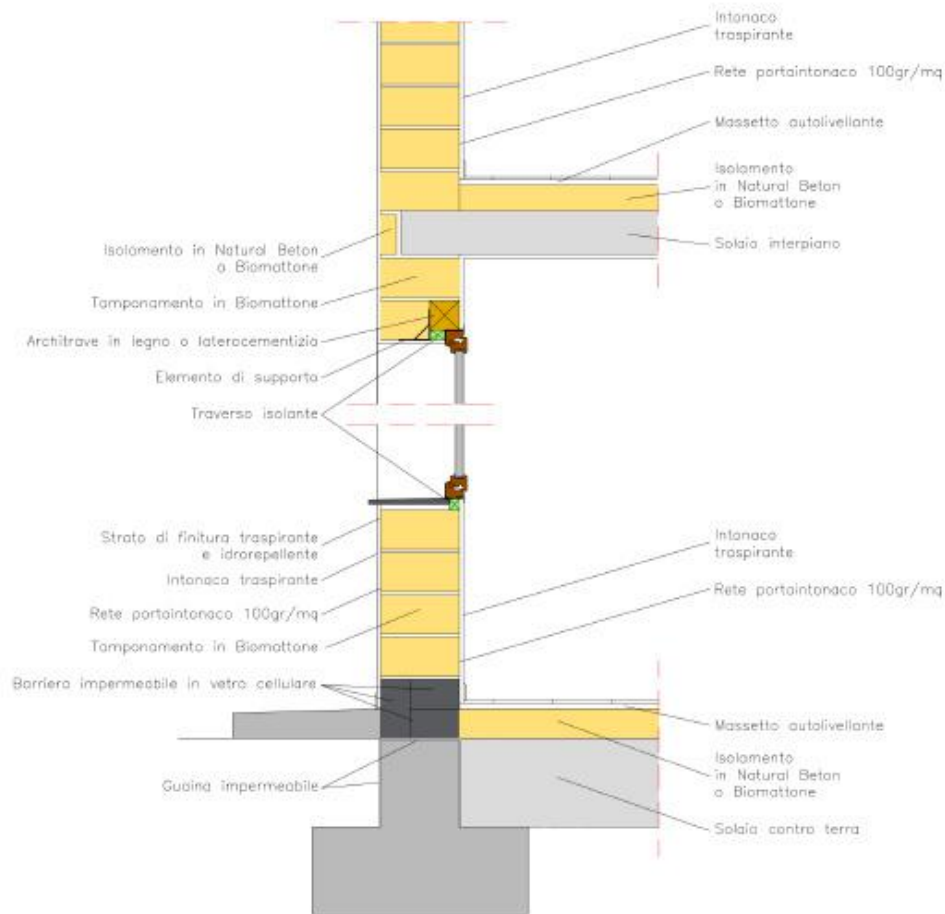 Intonaco
traspirante
Rete portaintonaco 100gr/mq
Massetto autolivellante
Isolamento
in Natural Beton
o Biomattone
Solaio interpiano
Isolamento in Natural Beton
o Biomattone
Tamponamento in Biomattone
Architrave in legno o laterocementizio
Elemento di supporto
Traverso isolante
Strato di finitura traspirante
e idrorepellente
Intonaco traspirante
Rete portaintonaco 100gr/mq
Tamponamento in Biomattone
Barriera impermeabile in vetro cellulare
Guaina impermeabile
Intonaco
traspirante
Rete portaintonaco 100gr/mq
Massetto autolivellante
Isolamento
in Natural Beton
o Biomattone
Solaio contro terra